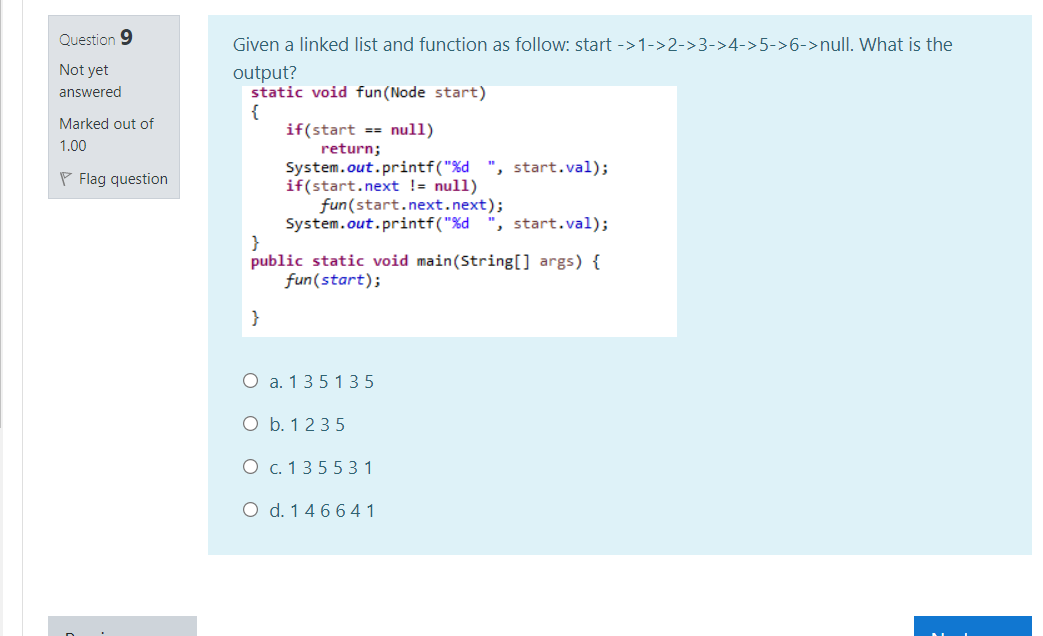 Question 9
Not yet
answered
Marked out of
1.00
Flag question
Given a linked list and function as follow: start ->1->2->3->4->5->6->null. What is the
output?
static void fun(Node start)
{
    if(start == null)
        return;
    System.out.printf("%d  ", start.val);
    if(start.next != null)
        fun(start.next.next);
    System.out.printf("%d  ", start.val);
}
public static void main(String[] args) {
    fun(start);
}
a. 1 3 5 1 3 5
b. 1 2 3 5
c. 1 3 5 5 3 1
d. 1 4 6 6 4 1